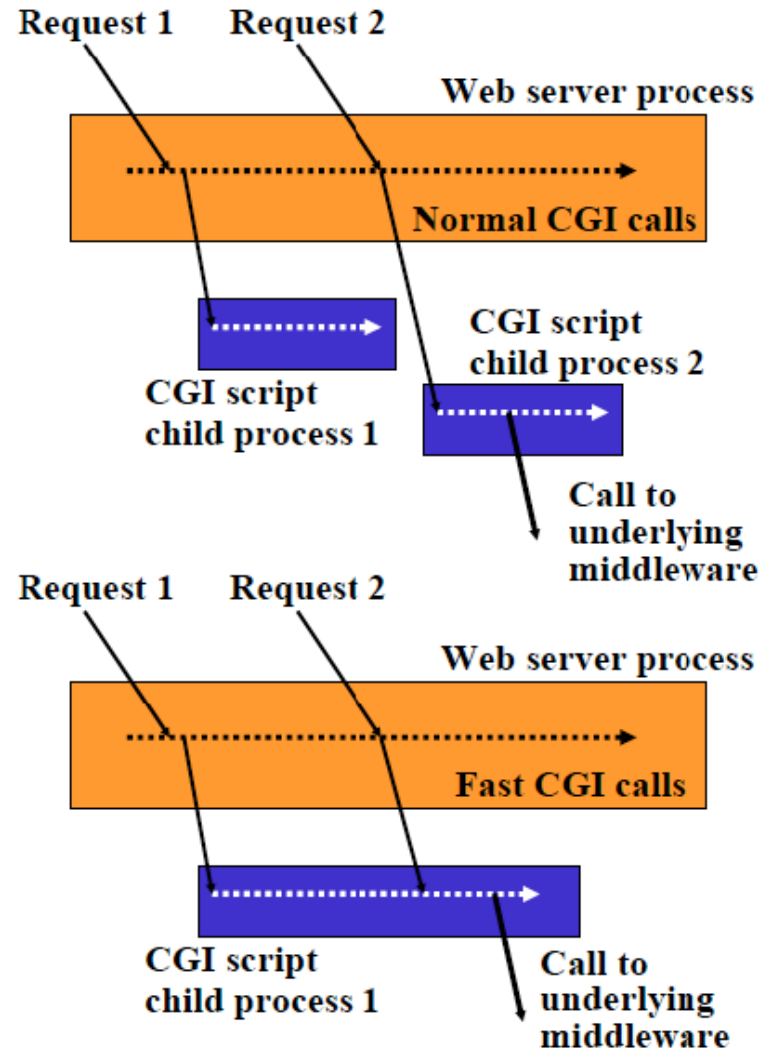 Request 1
Request 2
Web server process
Normal CGI calls
CGI script
child process 1
CGI script
child process 2
Call to
underlying
middleware
Request 1
Request 2
Web server process
Fast CGI calls
CGI script
child process 1
Call to
underlying
middleware